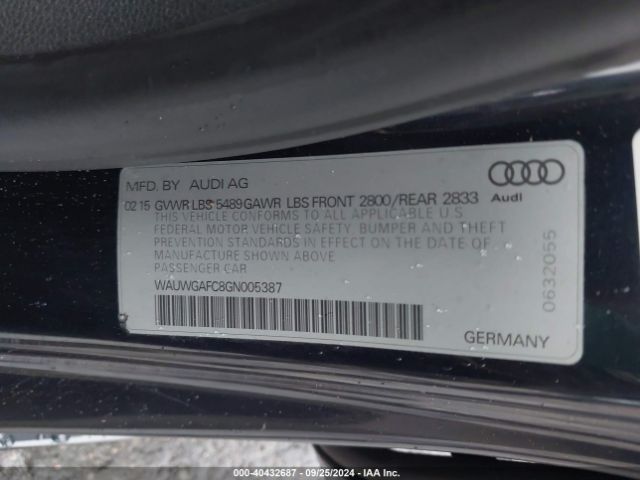 MFD. BY AUDI AG
Audi
02 15 GVWR LBS 5489 GAWR LBS FRONT 2800/REAR 2833
THIS VEHICLE CONFORMS TO ALL APPLICABLE U.S.
FEDERAL MOTOR VEHICLE SAFETY, BUMPER AND THEFT
PREVENTION STANDARDS IN EFFECT ON THE DATE OF
MANUFACTURE SHOWN ABOVE
PASSENGER CAR
WAUWGAFC8GN005387
0632055
GERMANY
000-40432687 - 09/25/2024 - IAA Inc.